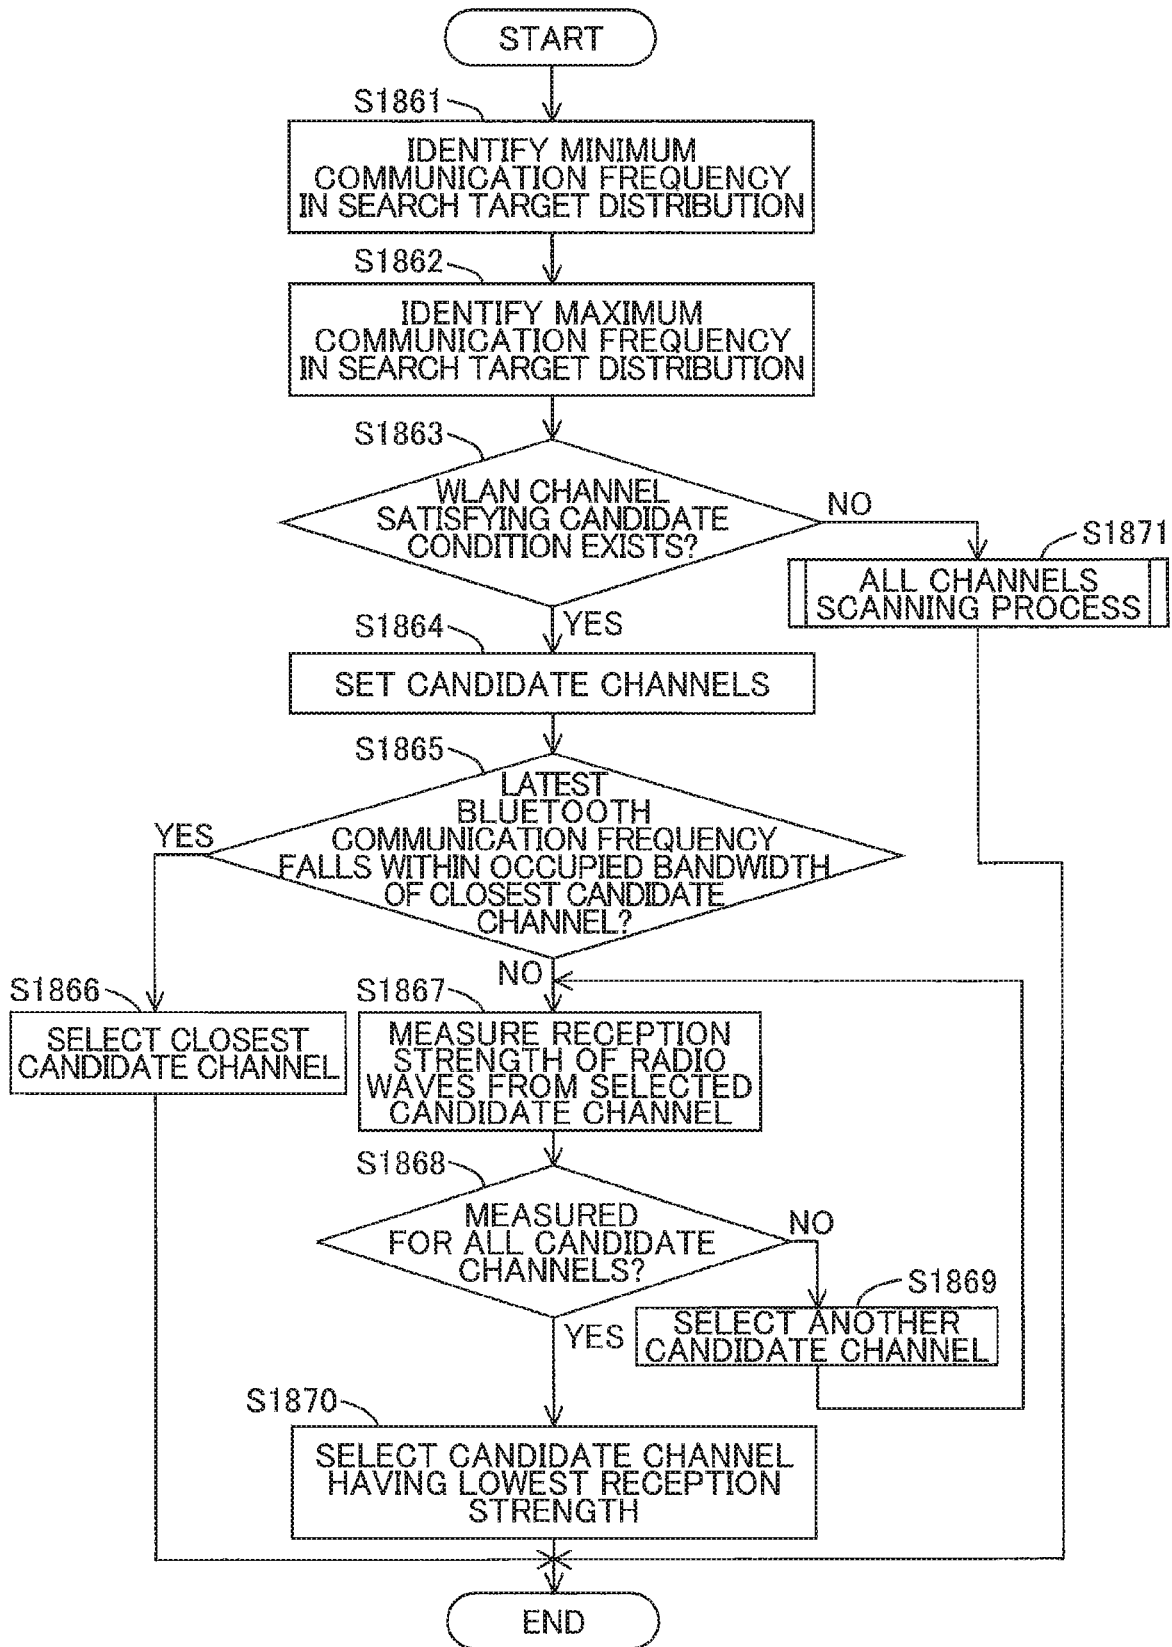 START
S1861
IDENTIFY MINIMUM
COMMUNICATION FREQUENCY
IN SEARCH TARGET DISTRIBUTION
S1862
IDENTIFY MAXIMUM
COMMUNICATION FREQUENCY
IN SEARCH TARGET DISTRIBUTION
S1863
WLAN CHANNEL
SATISFYING CANDIDATE
CONDITION EXISTS?
NO
S1871
ALL CHANNELS
SCANNING PROCESS
YES
S1864
SET CANDIDATE CHANNELS
S1865
LATEST
BLUETOOTH
COMMUNICATION FREQUENCY
FALLS WITHIN OCCUPIED BANDWIDTH
OF CLOSEST CANDIDATE
CHANNEL?
YES
NO
S1866
SELECT CLOSEST
CANDIDATE CHANNEL
S1867
MEASURE RECEPTION
STRENGTH OF RADIO
WAVES FROM SELECTED
CANDIDATE CHANNEL
S1868
MEASURED
FOR ALL CANDIDATE
CHANNELS?
NO
S1869
SELECT ANOTHER
CANDIDATE CHANNEL
YES
S1870
SELECT CANDIDATE CHANNEL
HAVING LOWEST RECEPTION
STRENGTH
END